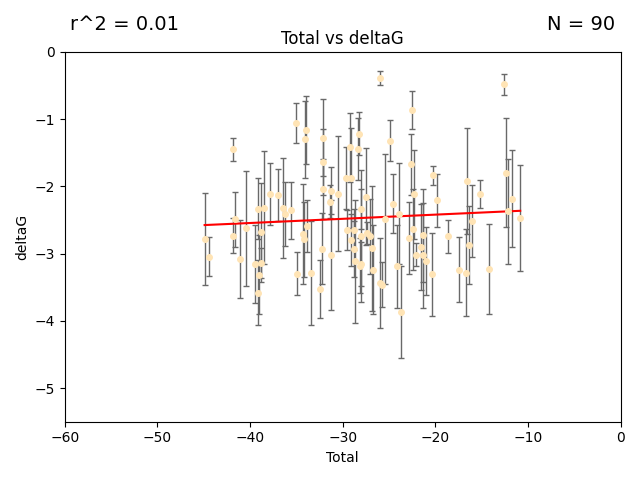 r^2 = 0.01
N = 90
Total vs deltaG
0
−1
−2
−3
−4
−5
deltaG
−60
−50
−40
−30
−20
−10
0
Total